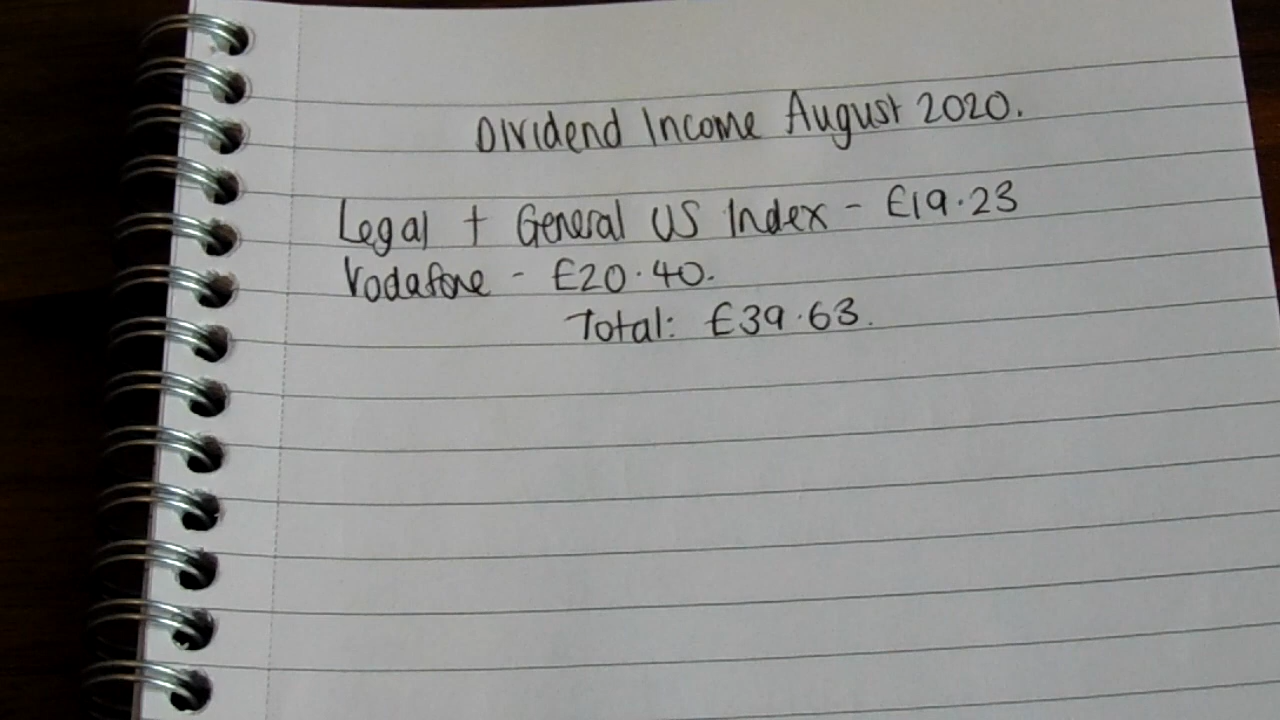 Dividend Income August 2020.
Legal + General US Index - £19.23
Vodafone - £20.40.
Total: £39.63.